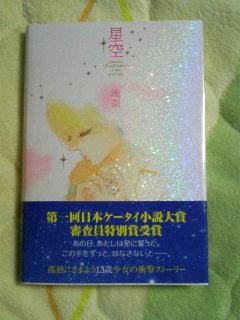 星空
流奈
第一回日本ケータイ小説大賞
審査員特別賞受賞
あの日、あたしは星に誓った。
この手をずっと、はなさないと——。
孤独にさまよう13歳少女の衝撃ストーリー